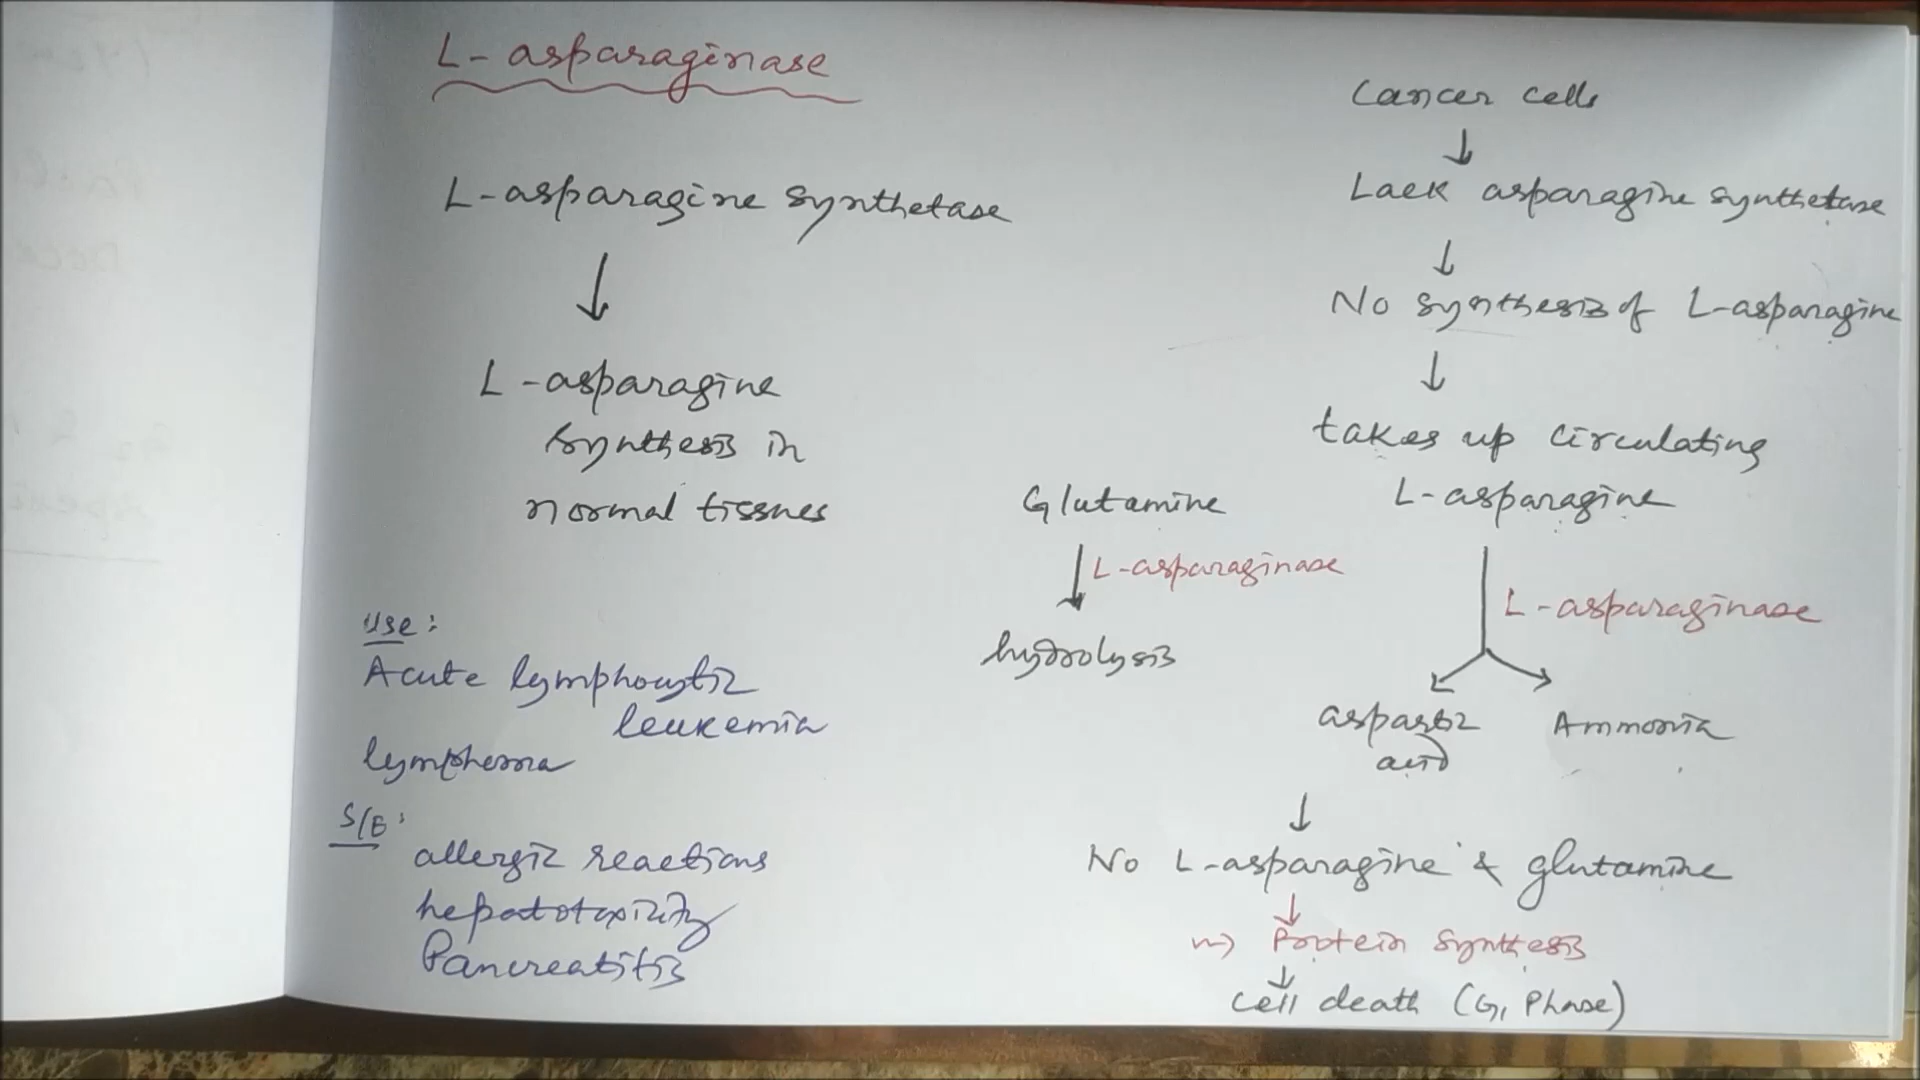 L- asparaginase
L-asparagine synthetase
↓
L-asparagine
synthesis in
normal tissues
Use:
Acute lymphocytic
leukemia
lymphoma
S/E:
allergic reactions
hepatotoxicity
Pancreatitis
Cancer cells
↓
Lack asparagine synthetase
↓
No synthesis of L-asparagine
↓
takes up circulating
L-asparagine
L-asparaginase
aspartic
acid
Ammonia
Glutamine
↓ L-asparaginase
hydrolysis
↓
No L-asparagine & glutamine
↓
Protein synthesis
↓
Cell death (G1 Phase)